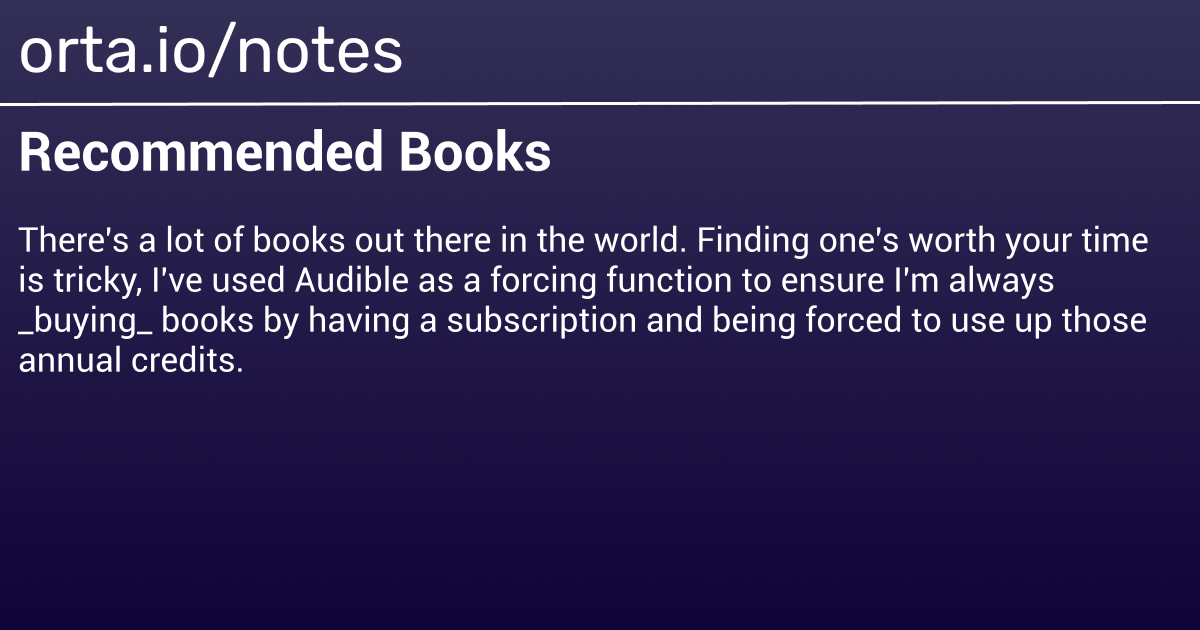 orta.io/notes
Recommended Books
There's a lot of books out there in the world. Finding one's worth your time
is tricky, I've used Audible as a forcing function to ensure I'm always
_buying_ books by having a subscription and being forced to use up those
annual credits.